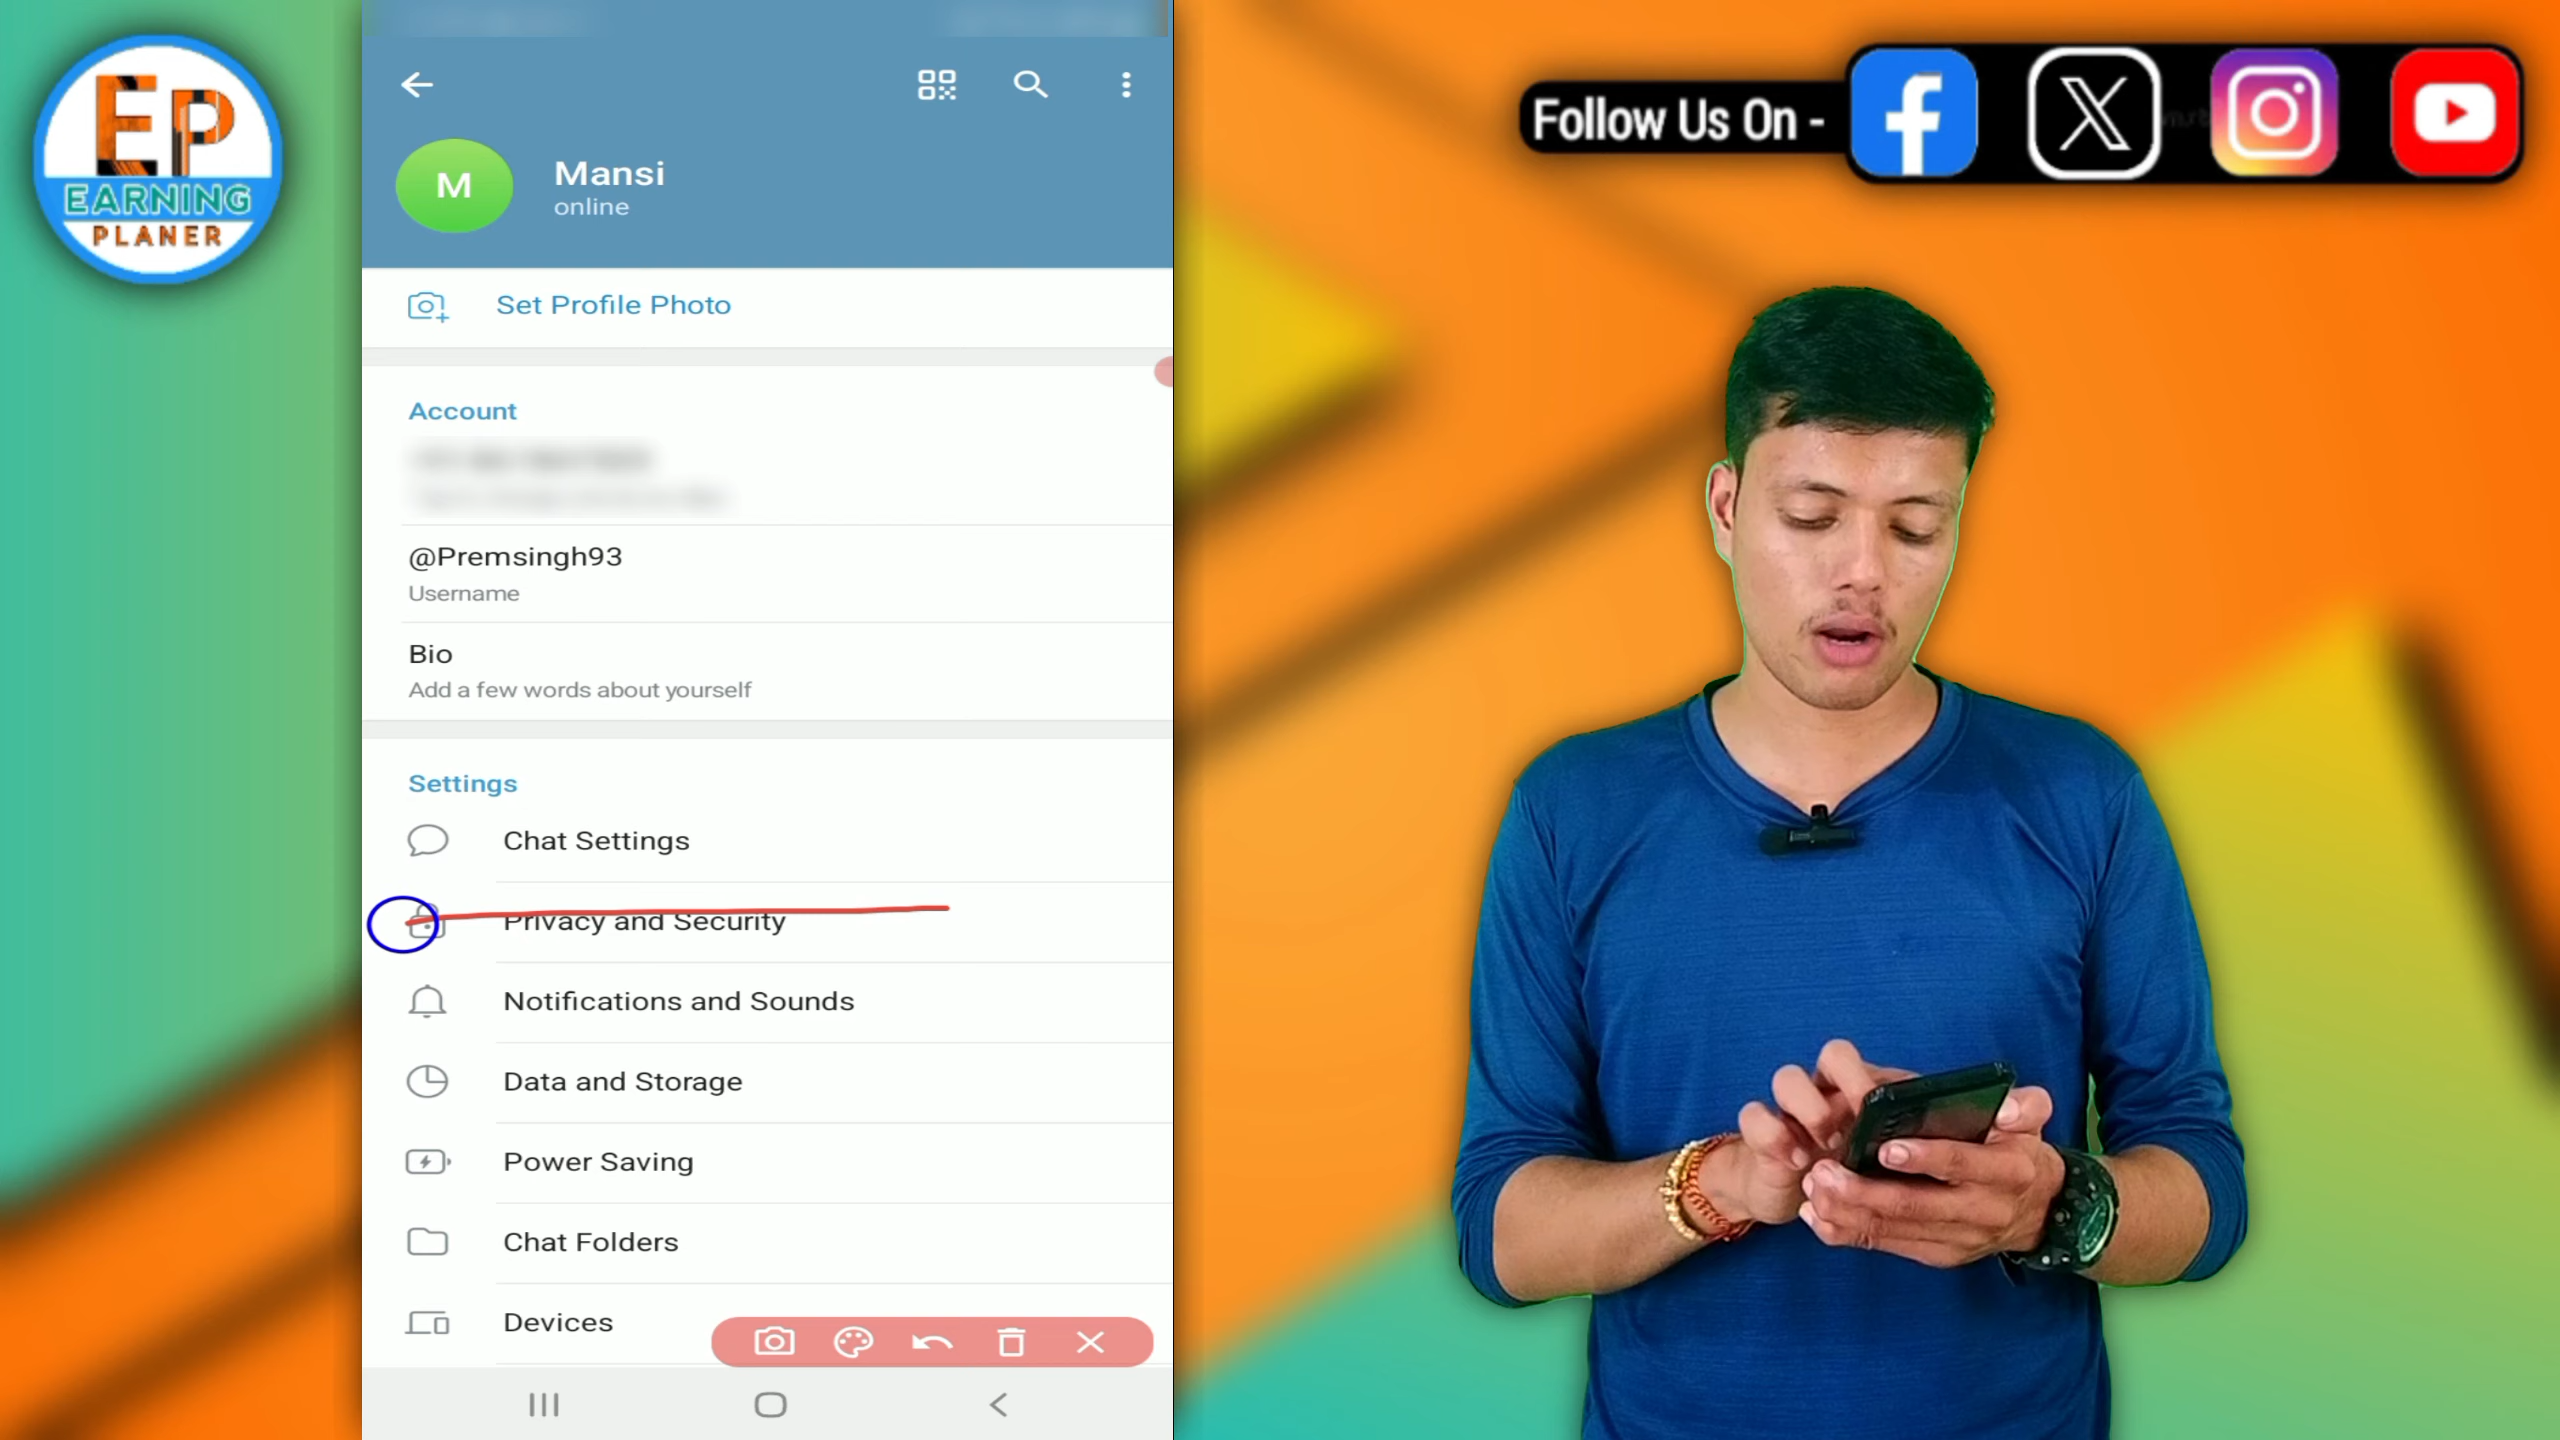 EP
EARNING
PLANER
Follow Us On -
M
Mansi
online
Set Profile Photo
Account
@Premsingh93
Username
Bio
Add a few words about yourself
Settings
Chat Settings
Privacy and Security
Notifications and Sounds
Data and Storage
Power Saving
Chat Folders
Devices